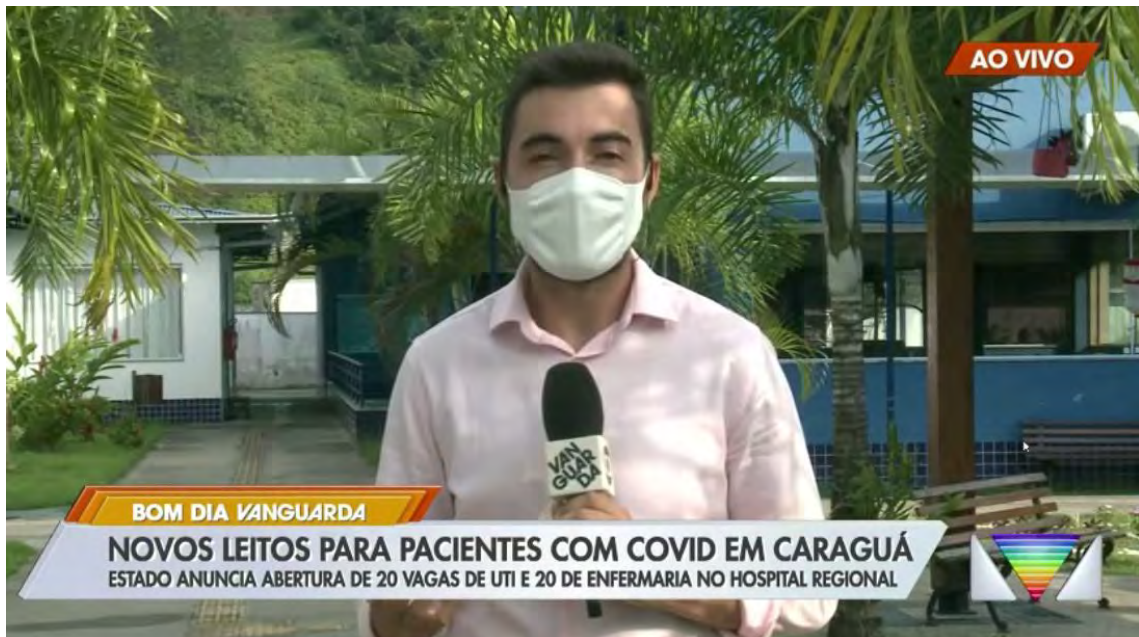 AO VIVO
VAN
GUAR
DA
BOM DIA VANGUARDA
NOVOS LEITOS PARA PACIENTES COM COVID EM CARAGUÁ
ESTADO ANUNCIA ABERTURA DE 20 VAGAS DE UTI E 20 DE ENFERMARIA NO HOSPITAL REGIONAL